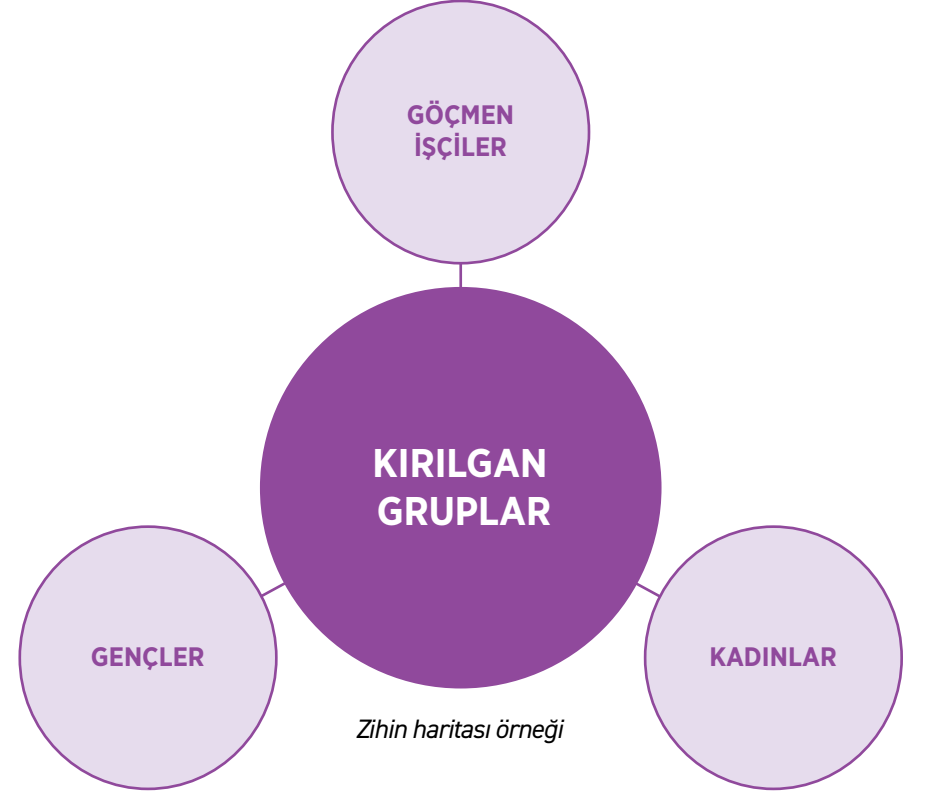 GÖÇMEN
İŞÇİLER
KIRILGAN
GRUPLAR
GENÇLER
KADINLAR
Zihin haritası örneği